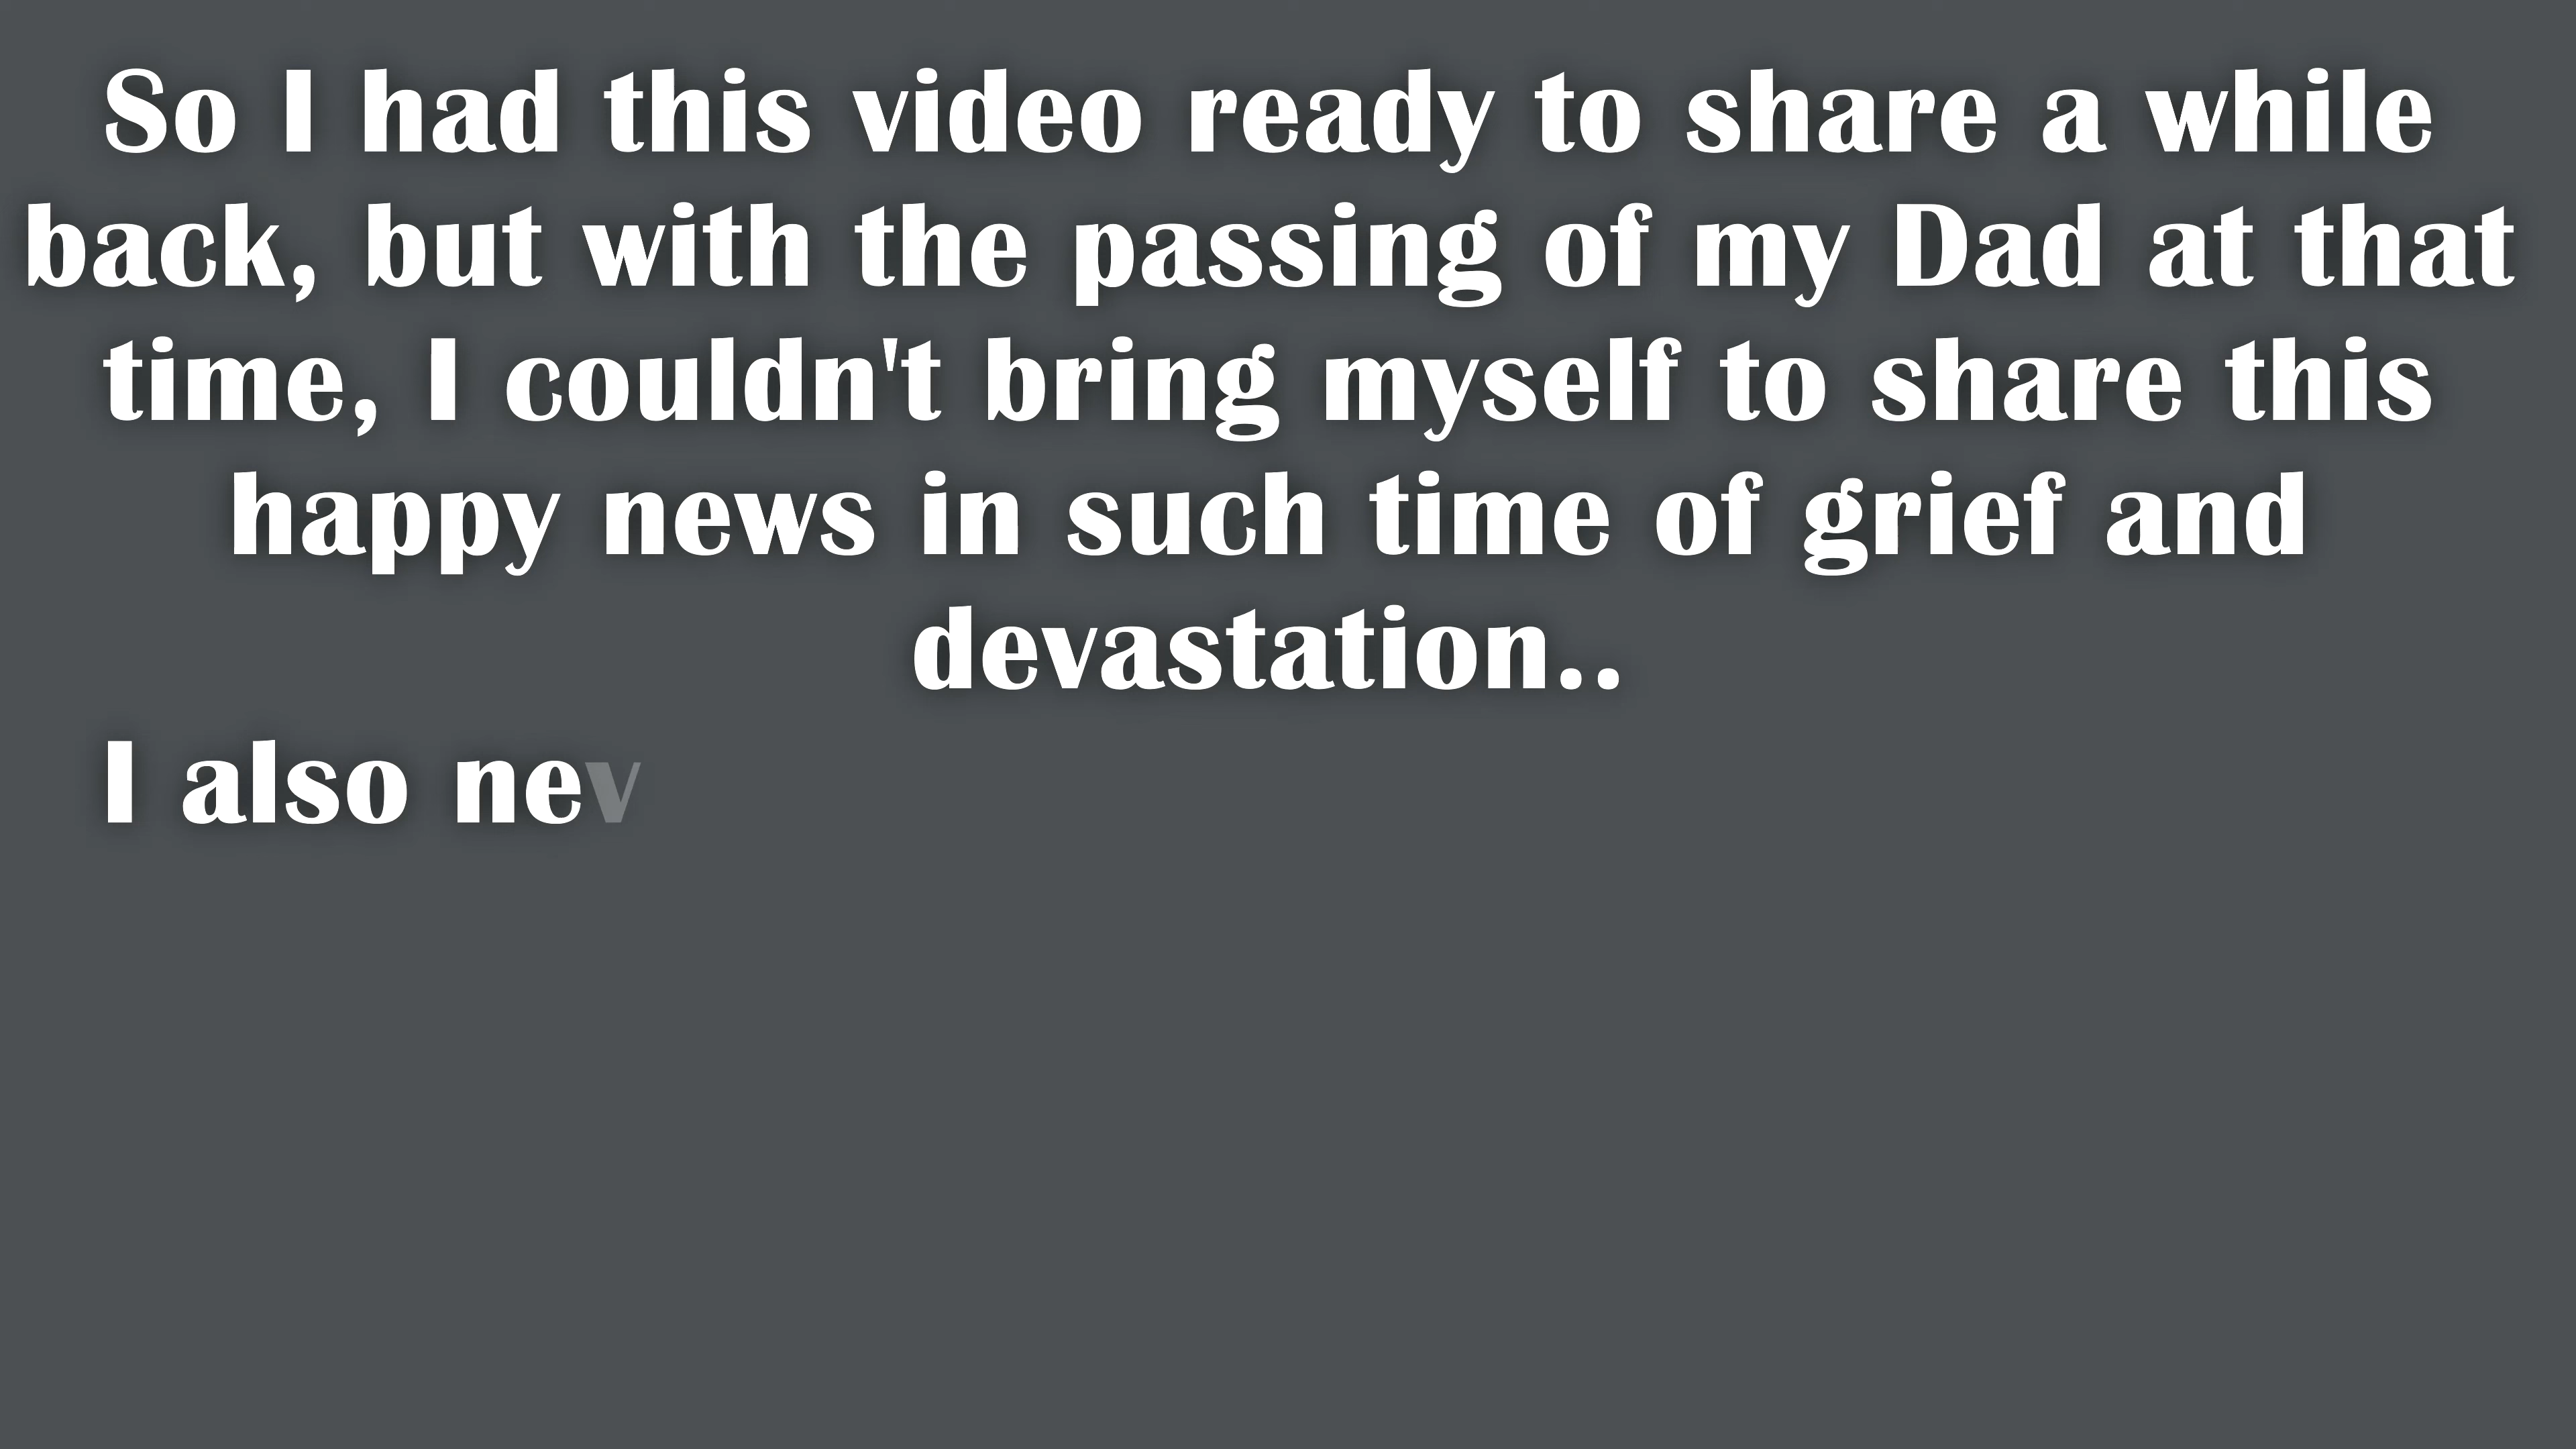 So I had this video ready to share a while
back, but with the passing of my Dad at that
time, I couldn't bring myself to share this
happy news in such time of grief and
devastation..
I also nev